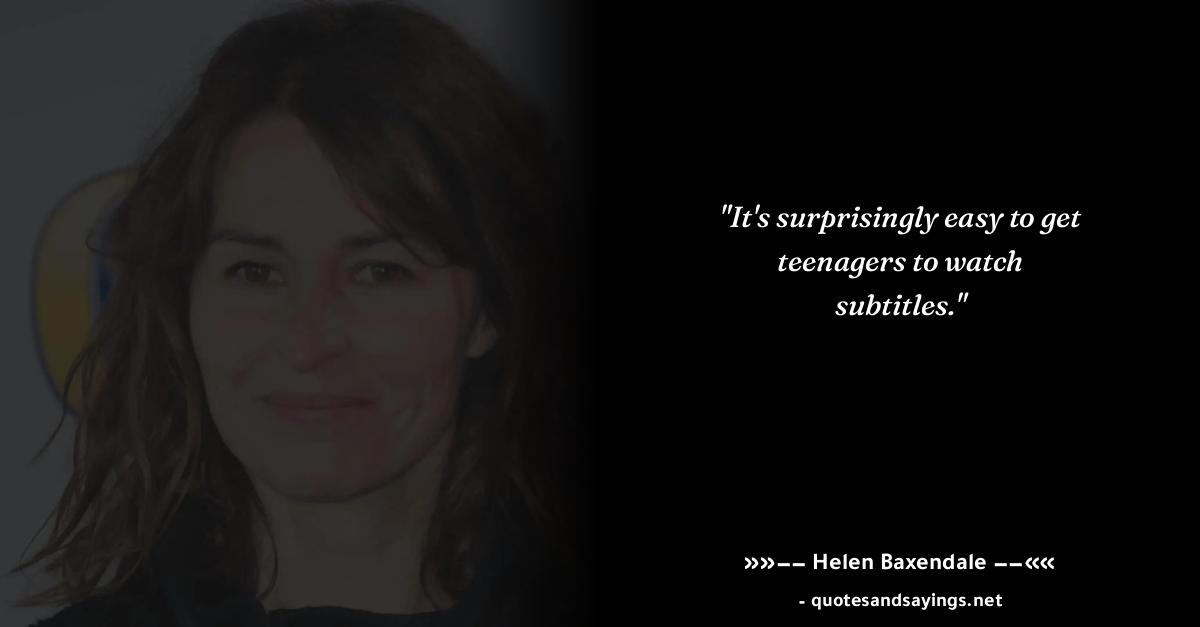 "It's surprisingly easy to get
teenagers to watch
subtitles."
»»–– Helen Baxendale ––««
- quotesandsayings.net